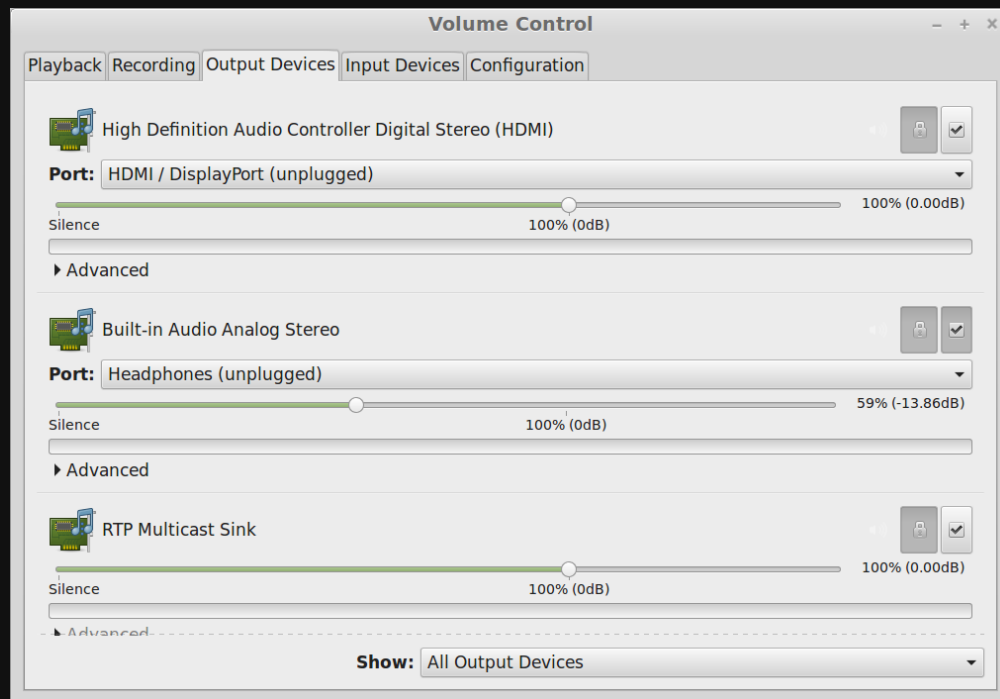 Volume Control
Playback Recording Output Devices Input Devices Configuration
High Definition Audio Controller Digital Stereo (HDMI)
Port: HDMI / DisplayPort (unplugged)
100% (0.00dB)
Silence 100% (0dB)
Advanced
Built-in Audio Analog Stereo
Port: Headphones (unplugged)
59% (-13.86dB)
Silence 100% (0dB)
Advanced
RTP Multicast Sink
100% (0.00dB)
Silence 100% (0dB)
Advanced
Show: All Output Devices